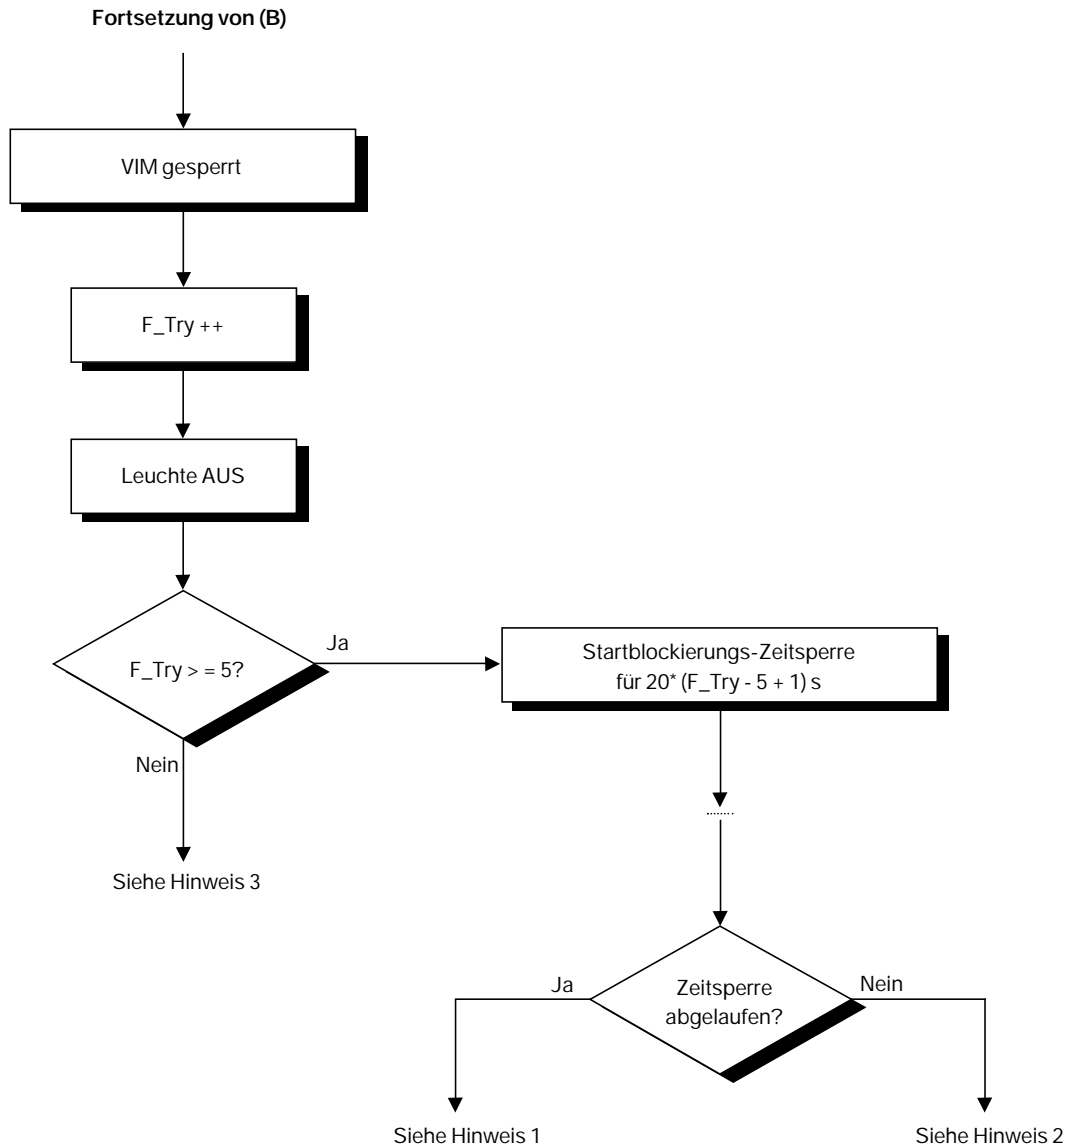 Fortsetzung von (B)
VIM gesperrt
F_Try ++
Leuchte AUS
F_Try > = 5?
Ja
Startblockierungs-Zeitsperre
für 20* (F_Try - 5 + 1) s
Nein
Siehe Hinweis 3
........
Ja
Zeitsperre
abgelaufen?
Nein
Siehe Hinweis 1
Siehe Hinweis 2